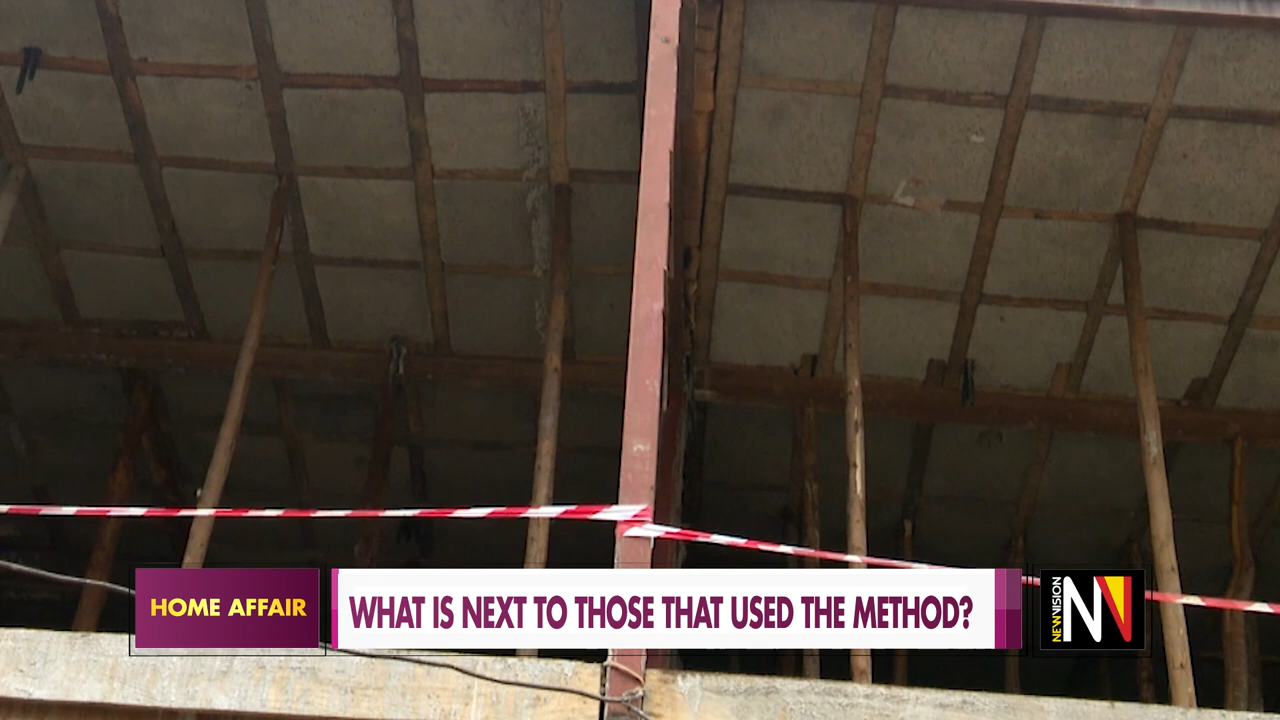 HOME AFFAIR
WHAT IS NEXT TO THOSE THAT USED THE METHOD?
NEW VISION
N